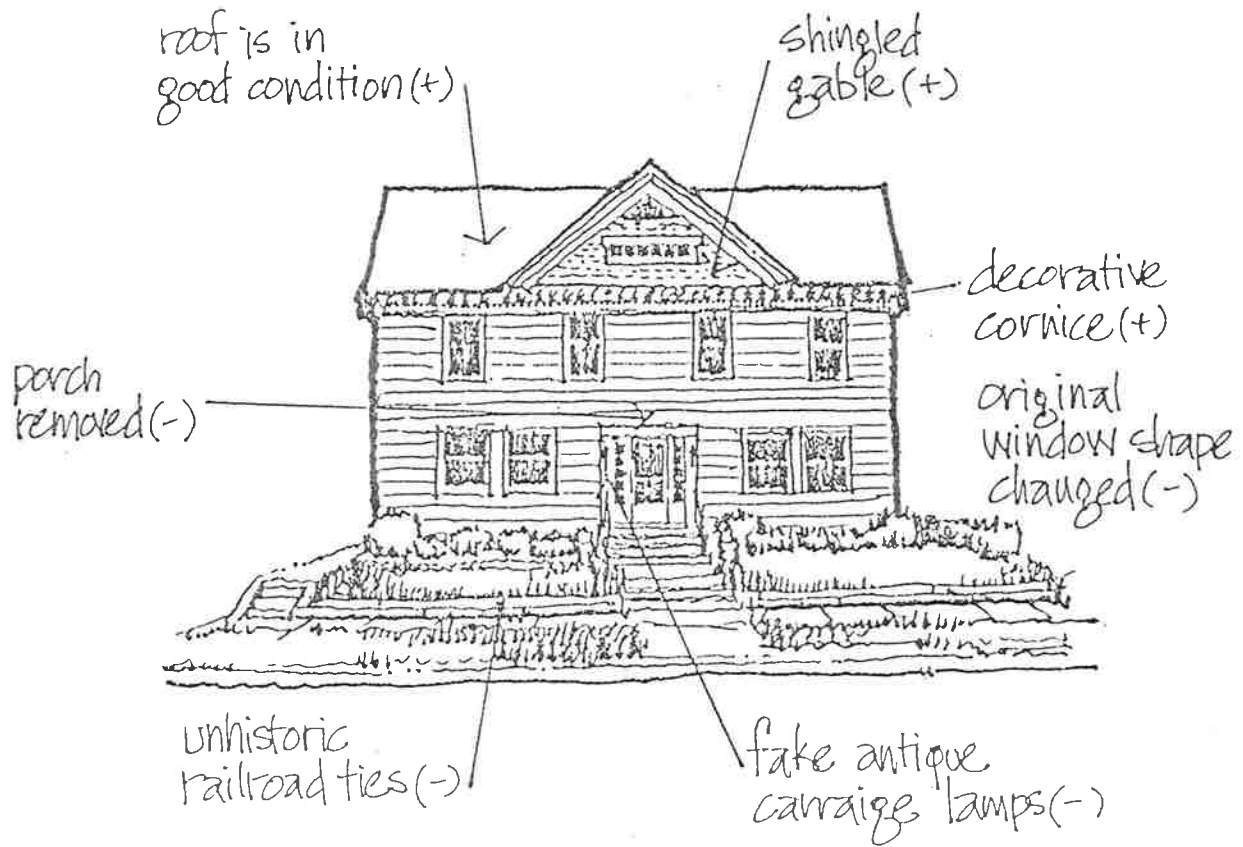 roof is in
good condition (+)
shingled
gable (+)
decorative
cornice (+)
porch
removed (-)
original
window shape
changed (-)
unhistoric
railroad ties (-)
fake antique
carraige lamps (-)